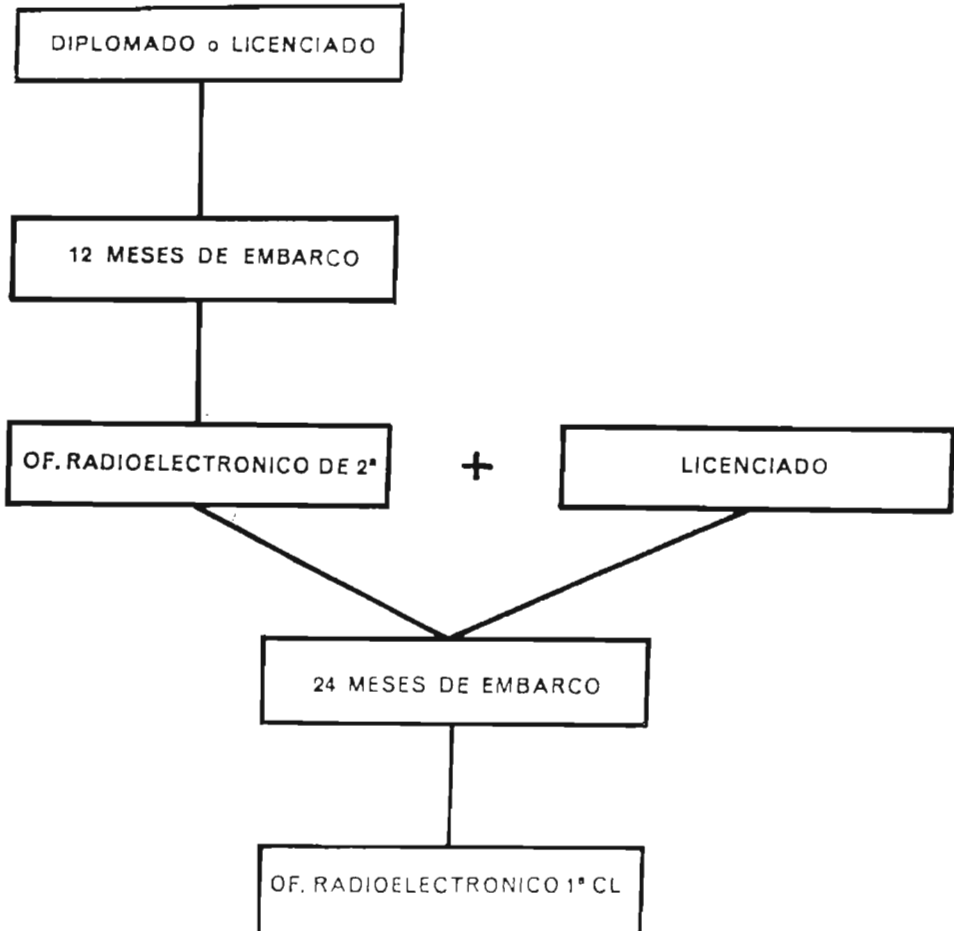 DIPLOMADO o LICENCIADO
12 MESES DE EMBARCO
OF. RADIOELECTRONICO DE 2ª
+
LICENCIADO
24 MESES DE EMBARCO
OF. RADIOELECTRONICO 1ª CL